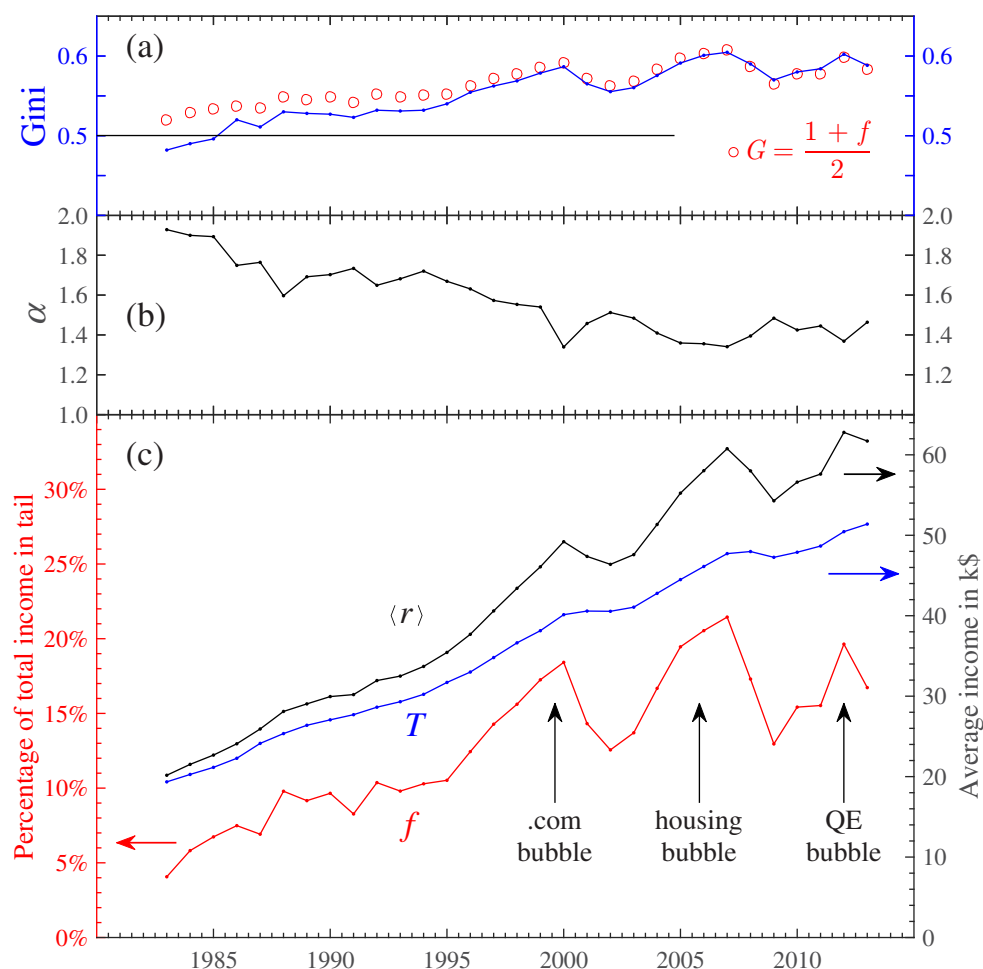 (a)
Gini
0.6
0.5
0.6
0.5
○ G = (1 + f)/2
(b)
α
2.0
1.8
1.6
1.4
1.2
1.0
2.0
1.8
1.6
1.4
1.2
(c)
Percentage of total income in tail
30%
25%
20%
15%
10%
5%
0%
Average income in k$
60
50
40
30
20
10
0
⟨r⟩
T
f
.com
bubble
housing
bubble
QE
bubble
1985
1990
1995
2000
2005
2010